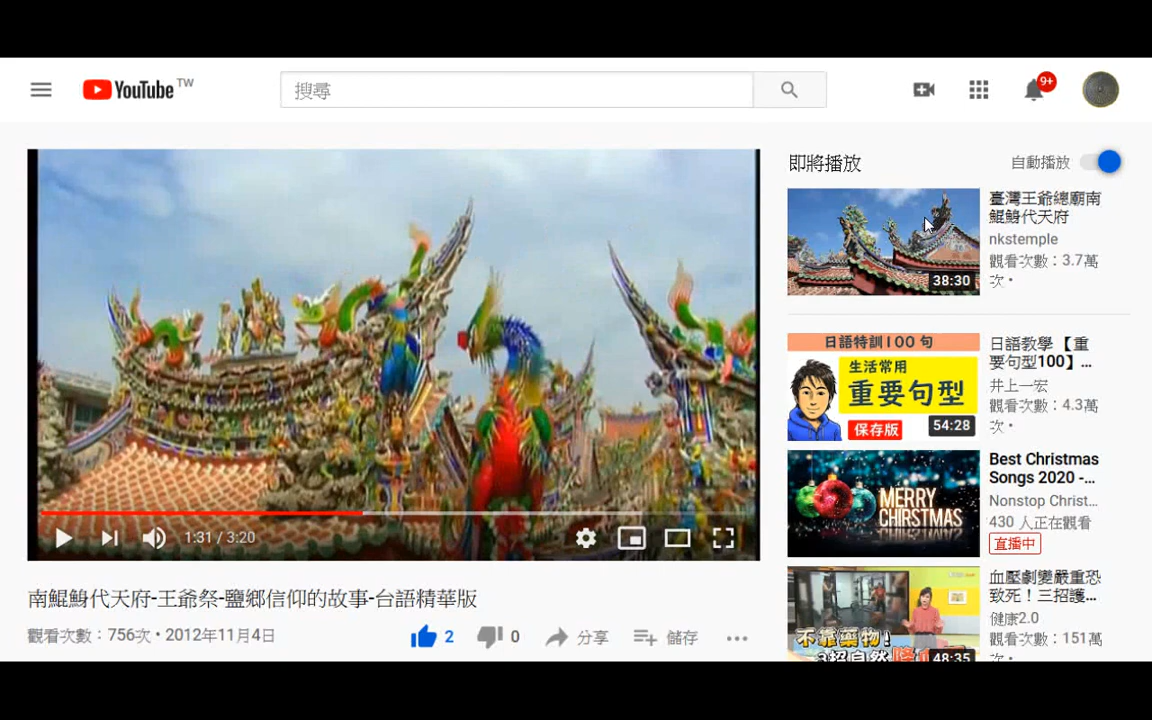 YouTube TW
搜尋
9+
即將播放
自動播放
臺灣王爺總廟南
鯤鯓代天府
nkstemple
觀看次數：3.7萬
次・
38:30
日語特訓100句
生活常用
重要句型
保存版
54:28
日語教學【重
要句型100】...
井上一宏
觀看次數：4.3萬
次・
MERRY
CHIRSTMAS
Best Christmas
Songs 2020 -...
Nonstop Christ...
430 人正在觀看
直播中
不靠藥物!
3招自然降
48:35
血壓劇變嚴重恐
致死！三招護...
健康2.0
觀看次數：151萬
次・
1:31 / 3:20
南鯤鯓代天府-王爺祭-鹽鄉信仰的故事-台語精華版
觀看次數：756次・2012年11月4日
2
0
分享
儲存